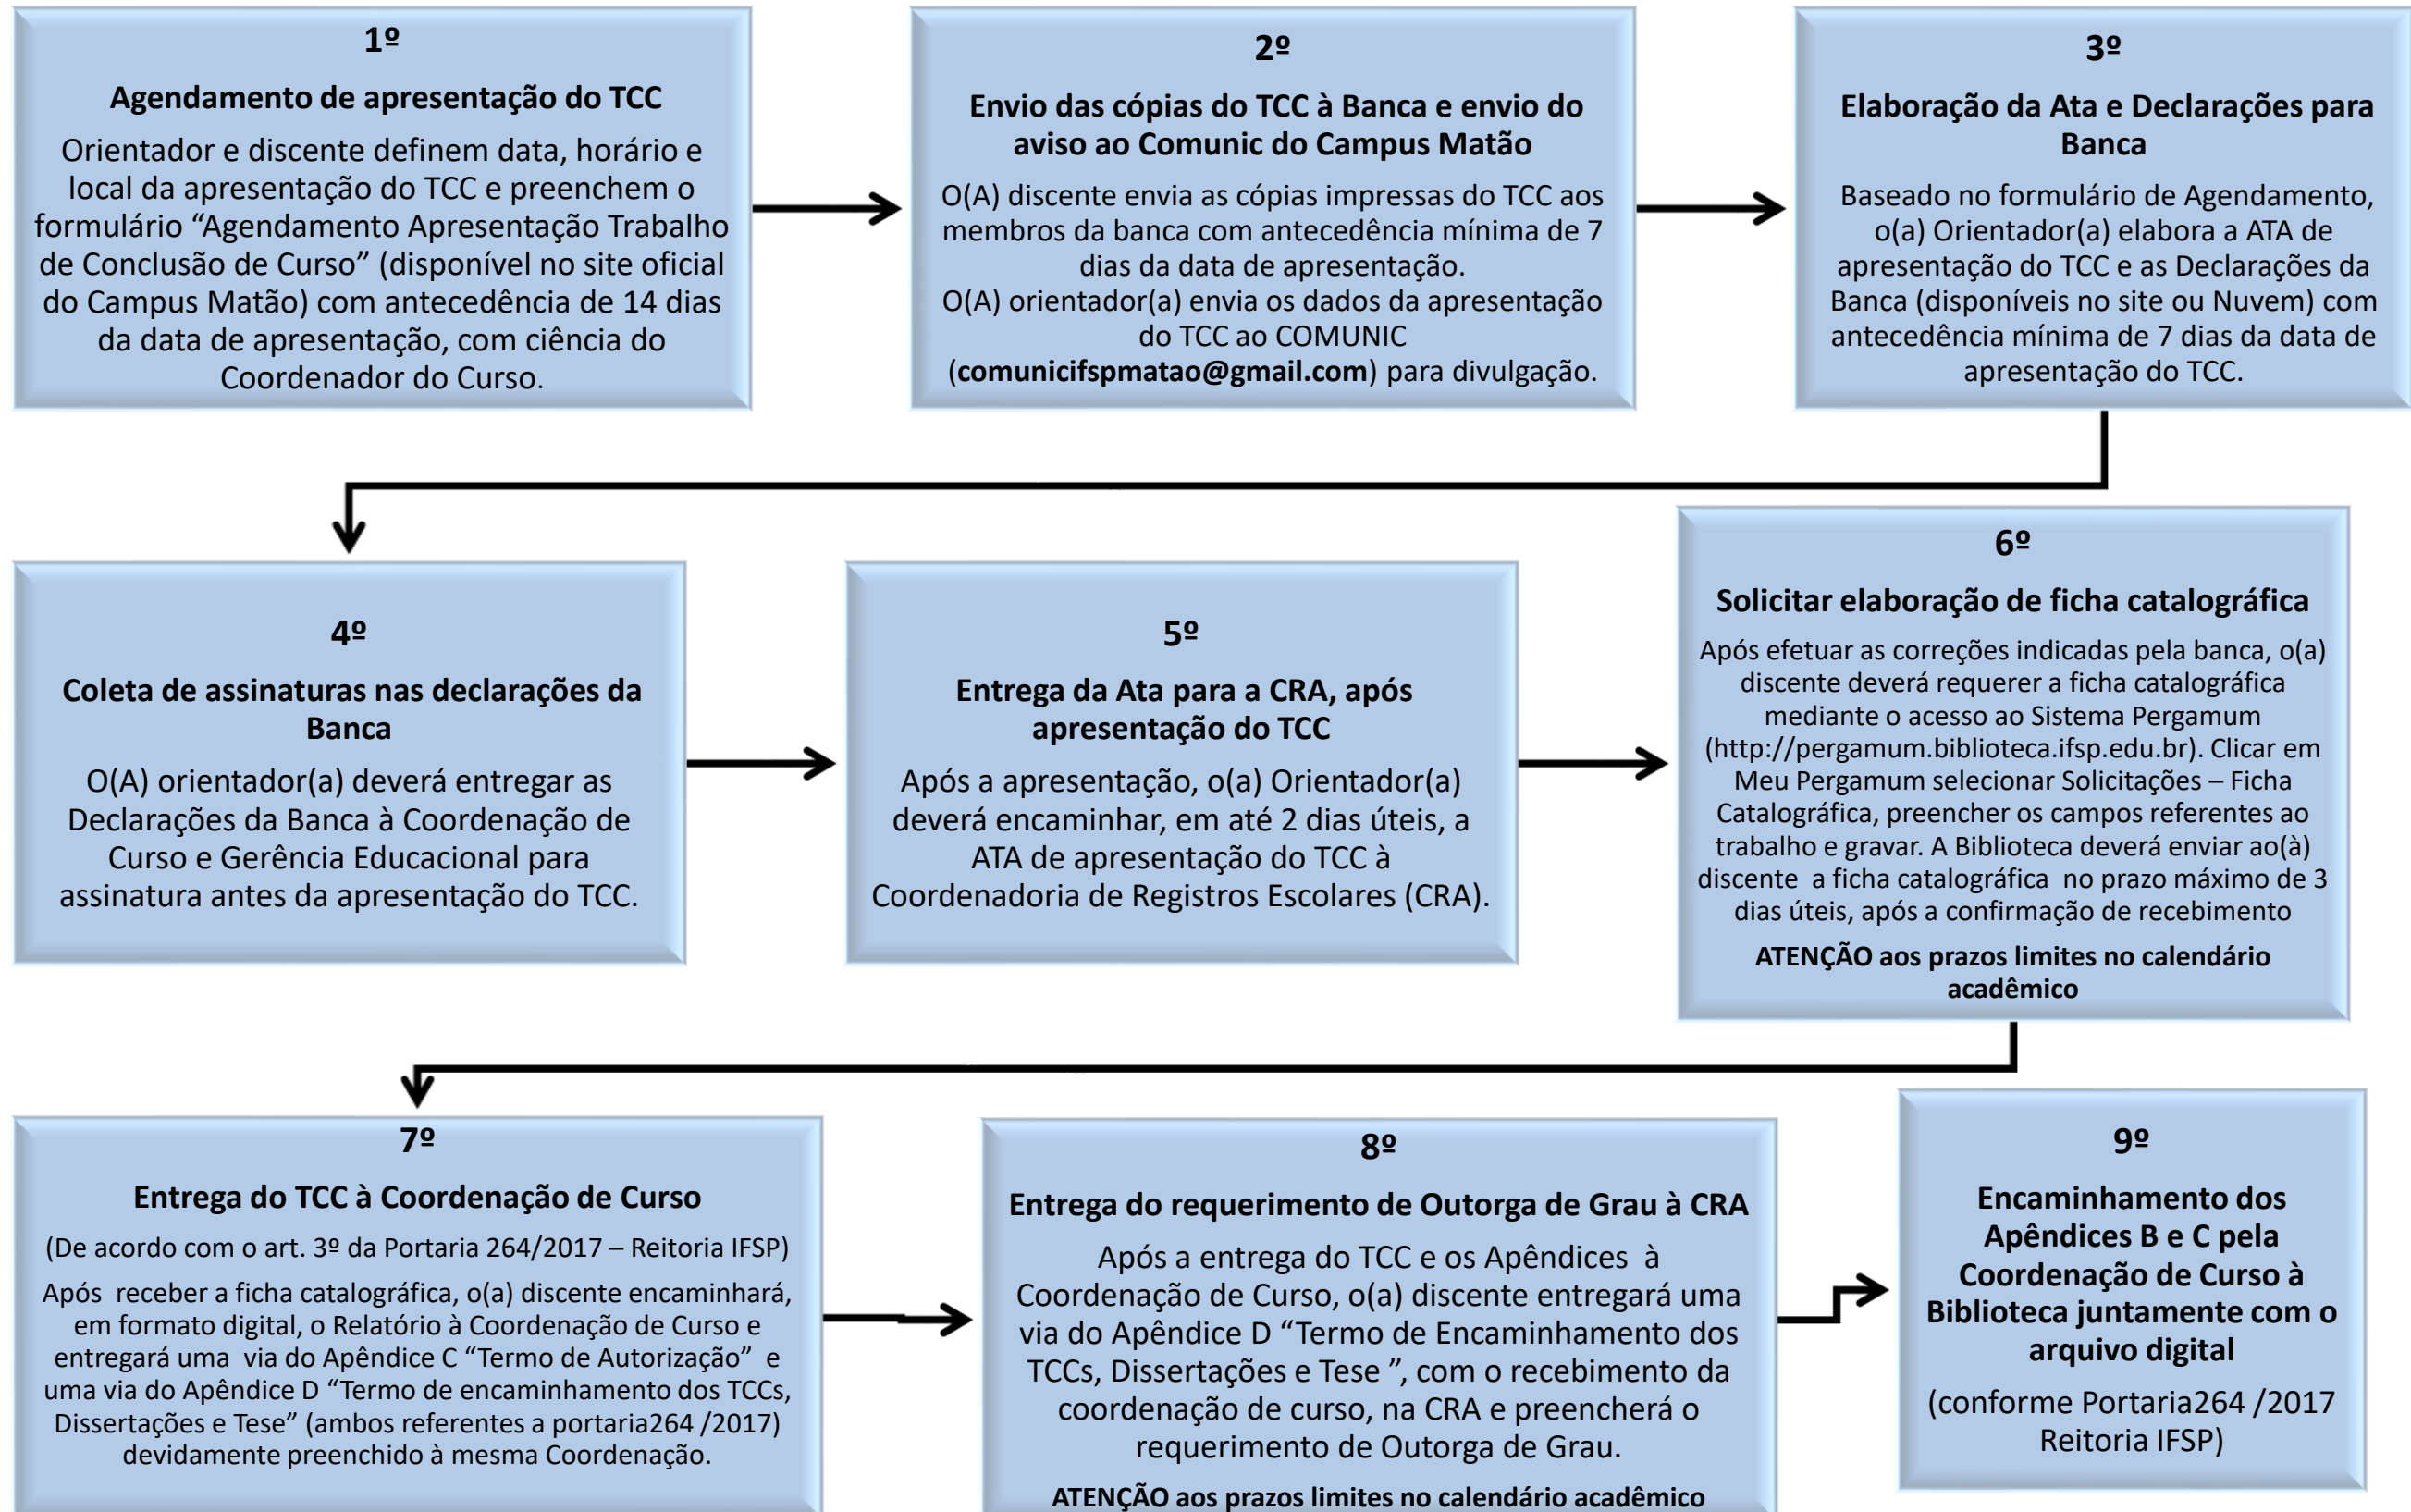 1º
Agendamento de apresentação do TCC
Orientador e discente definem data, horário e
local da apresentação do TCC e preenchem o
formulário “Agendamento Apresentação Trabalho
de Conclusão de Curso” (disponível no site oficial
do Campus Matão) com antecedência de 14 dias
da data de apresentação, com ciência do
Coordenador do Curso.
2º
Envio das cópias do TCC à Banca e envio do
aviso ao Comunic do Campus Matão
O(A) discente envia as cópias impressas do TCC aos
membros da banca com antecedência mínima de 7
dias da data de apresentação.
O(A) orientador(a) envia os dados da apresentação
do TCC ao COMUNIC
(comunicifspmatao@gmail.com) para divulgação.
3º
Elaboração da Ata e Declarações para
Banca
Baseado no formulário de Agendamento,
o(a) Orientador(a) elabora a ATA de
apresentação do TCC e as Declarações da
Banca (disponíveis no site ou Nuvem) com
antecedência mínima de 7 dias da data de
apresentação do TCC.
4º
Coleta de assinaturas nas declarações da
Banca
O(A) orientador(a) deverá entregar as
Declarações da Banca à Coordenação de
Curso e Gerência Educacional para
assinatura antes da apresentação do TCC.
5º
Entrega da Ata para a CRA, após
apresentação do TCC
Após a apresentação, o(a) Orientador(a)
deverá encaminhar, em até 2 dias úteis, a
ATA de apresentação do TCC à
Coordenadoria de Registros Escolares (CRA).
6º
Solicitar elaboração de ficha catalográfica
Após efetuar as correções indicadas pela banca, o(a)
discente deverá requerer a ficha catalográfica
mediante o acesso ao Sistema Pergamum
(http://pergamum.biblioteca.ifsp.edu.br). Clicar em
Meu Pergamum selecionar Solicitações – Ficha
Catalográfica, preencher os campos referentes ao
trabalho e gravar. A Biblioteca deverá enviar ao(à)
discente a ficha catalográfica no prazo máximo de 3
dias úteis, após a confirmação de recebimento
ATENÇÃO aos prazos limites no calendário
acadêmico
7º
Entrega do TCC à Coordenação de Curso
(De acordo com o art. 3º da Portaria 264/2017 – Reitoria IFSP)
Após receber a ficha catalográfica, o(a) discente encaminhará,
em formato digital, o Relatório à Coordenação de Curso e
entregará uma via do Apêndice C “Termo de Autorização” e
uma via do Apêndice D “Termo de encaminhamento dos TCCs,
Dissertações e Tese” (ambos referentes a portaria264 /2017)
devidamente preenchido à mesma Coordenação.
8º
Entrega do requerimento de Outorga de Grau à CRA
Após a entrega do TCC e os Apêndices à
Coordenação de Curso, o(a) discente entregará uma
via do Apêndice D “Termo de Encaminhamento dos
TCCs, Dissertações e Tese ”, com o recebimento da
coordenação de curso, na CRA e preencherá o
requerimento de Outorga de Grau.
ATENÇÃO aos prazos limites no calendário acadêmico
9º
Encaminhamento dos
Apêndices B e C pela
Coordenação de Curso à
Biblioteca juntamente com o
arquivo digital
(conforme Portaria264 /2017
Reitoria IFSP)